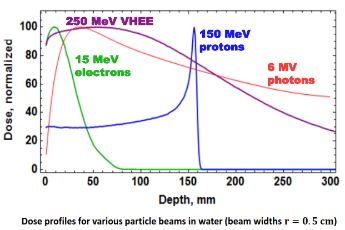 250 MeV VHEE
150 MeV
protons
15 MeV
electrons
6 MV
photons
Dose, normalized
100
80
60
40
20
0
0 50 100 150 200 250 300
Depth, mm
Dose profiles for various particle beams in water (beam widths r = 0.5 cm)